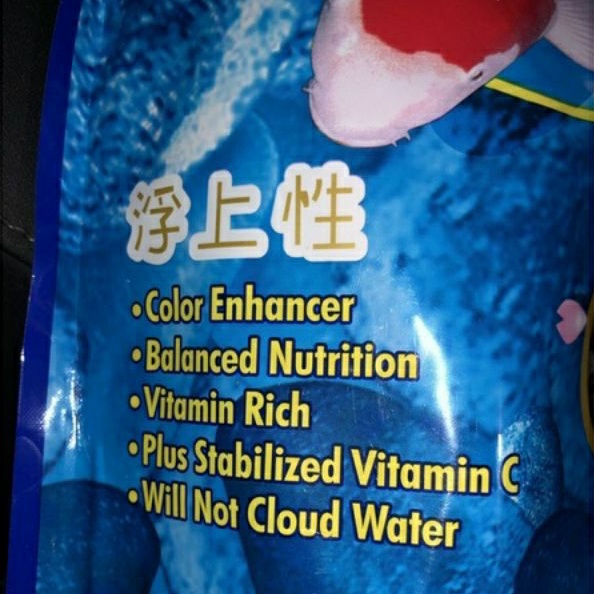 浮上性
•Color Enhancer
•Balanced Nutrition
•Vitamin Rich
•Plus Stabilized Vitamin C
•Will Not Cloud Water